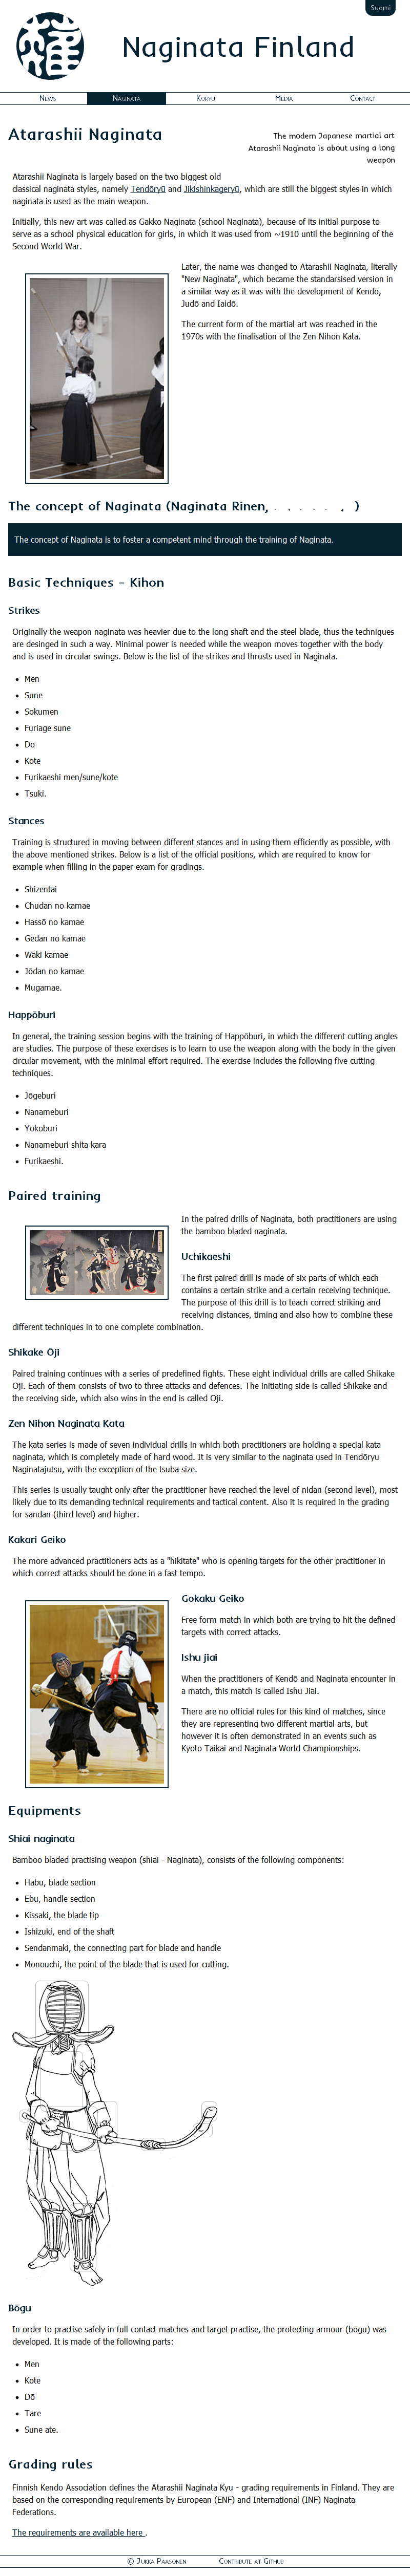 Suomi
Naginata Finland
News Naginata Koryu Media Contact
Atarashii Naginata
The modern Japanese martial art
Atarashii Naginata is about using a long
weapon
Atarashii Naginata is largely based on the two biggest old
classical naginata styles, namely Tendōryū and Jikishinkageryū, which are still the biggest styles in which
naginata is used as the main weapon.
Initially, this new art was called as Gakko Naginata (school Naginata), because of its initial purpose to
serve as a school physical education for girls, in which it was used from ~1910 until the beginning of the
Second World War.
Later, the name was changed to Atarashii Naginata, literally
"New Naginata", which became the standarsised version in
a similar way as it was with the development of Kendō,
Judō and Iaidō.
The current form of the martial art was reached in the
1970s with the finalisation of the Zen Nihon Kata.
The concept of Naginata (Naginata Rinen, )
The concept of Naginata is to foster a competent mind through the training of Naginata.
Basic Techniques - Kihon
Strikes
Originally the weapon naginata was heavier due to the long shaft and the steel blade, thus the techniques
are desinged in such a way. Minimal power is needed while the weapon moves together with the body
and is used in circular swings. Below is the list of the strikes and thrusts used in Naginata.
Men
Sune
Sokumen
Furiage sune
Do
Kote
Furikaeshi men/sune/kote
Tsuki.
Stances
Training is structured in moving between different stances and in using them efficiently as possible, with
the above mentioned strikes. Below is a list of the official positions, which are required to know for
example when filling in the paper exam for gradings.
Shizentai
Chudan no kamae
Hassō no kamae
Gedan no kamae
Waki kamae
Jōdan no kamae
Mugamae.
Happōburi
In general, the training session begins with the training of Happōburi, in which the different cutting angles
are studies. The purpose of these exercises is to learn to use the weapon along with the body in the given
circular movement, with the minimal effort required. The exercise includes the following five cutting
techniques.
Jōgeburi
Nanameburi
Yokoburi
Nanameburi shita kara
Furikaeshi.
Paired training
In the paired drills of Naginata, both practitioners are using
the bamboo bladed naginata.
Uchikaeshi
The first paired drill is made of six parts of which each
contains a certain strike and a certain receiving technique.
The purpose of this drill is to teach correct striking and
receiving distances, timing and also how to combine these
different techniques in to one complete combination.
Shikake Ōji
Paired training continues with a series of predefined fights. These eight individual drills are called Shikake
Oji. Each of them consists of two to three attacks and defences. The initiating side is called Shikake and
the receiving side, which also wins in the end is called Oji.
Zen Nihon Naginata Kata
The kata series is made of seven individual drills in which both practitioners are holding a special kata
naginata, which is completely made of hard wood. It is very similar to the naginata used in Tendōryu
Naginatajutsu, with the exception of the tsuba size.
This series is usually taught only after the practitioner have reached the level of nidan (second level), most
likely due to its demanding technical requirements and tactical content. Also it is required in the grading
for sandan (third level) and higher.
Kakari Geiko
The more advanced practitioners acts as a "hikitate" who is opening targets for the other practitioner in
which correct attacks should be done in a fast tempo.
Gokaku Geiko
Free form match in which both are trying to hit the defined
targets with correct attacks.
Ishu jiai
When the practitioners of Kendō and Naginata encounter in
a match, this match is called Ishu Jiai.
There are no official rules for this kind of matches, since
they are representing two different martial arts, but
however it is often demonstrated in an events such as
Kyoto Taikai and Naginata World Championships.
Equipments
Shiai naginata
Bamboo bladed practising weapon (shiai - Naginata), consists of the following components:
Habu, blade section
Ebu, handle section
Kissaki, the blade tip
Ishizuki, end of the shaft
Sendanmaki, the connecting part for blade and handle
Monouchi, the point of the blade that is used for cutting.
Bōgu
In order to practise safely in full contact matches and target practise, the protecting armour (bōgu) was
developed. It is made of the following parts:
Men
Kote
Dō
Tare
Sune ate.
Grading rules
Finnish Kendo Association defines the Atarashii Naginata Kyu - grading requirements in Finland. They are
based on the corresponding requirements by European (ENF) and International (INF) Naginata
Federations.
The requirements are available here .
© Jukka Paasonen Contribute at Github